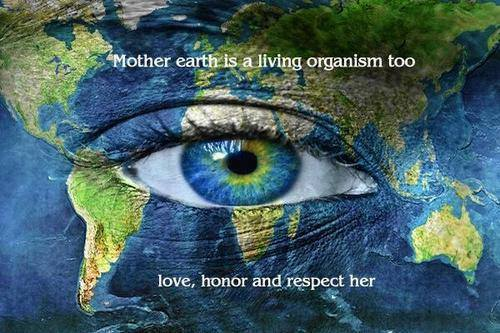 Mother earth is a living organism too
love, honor and respect her